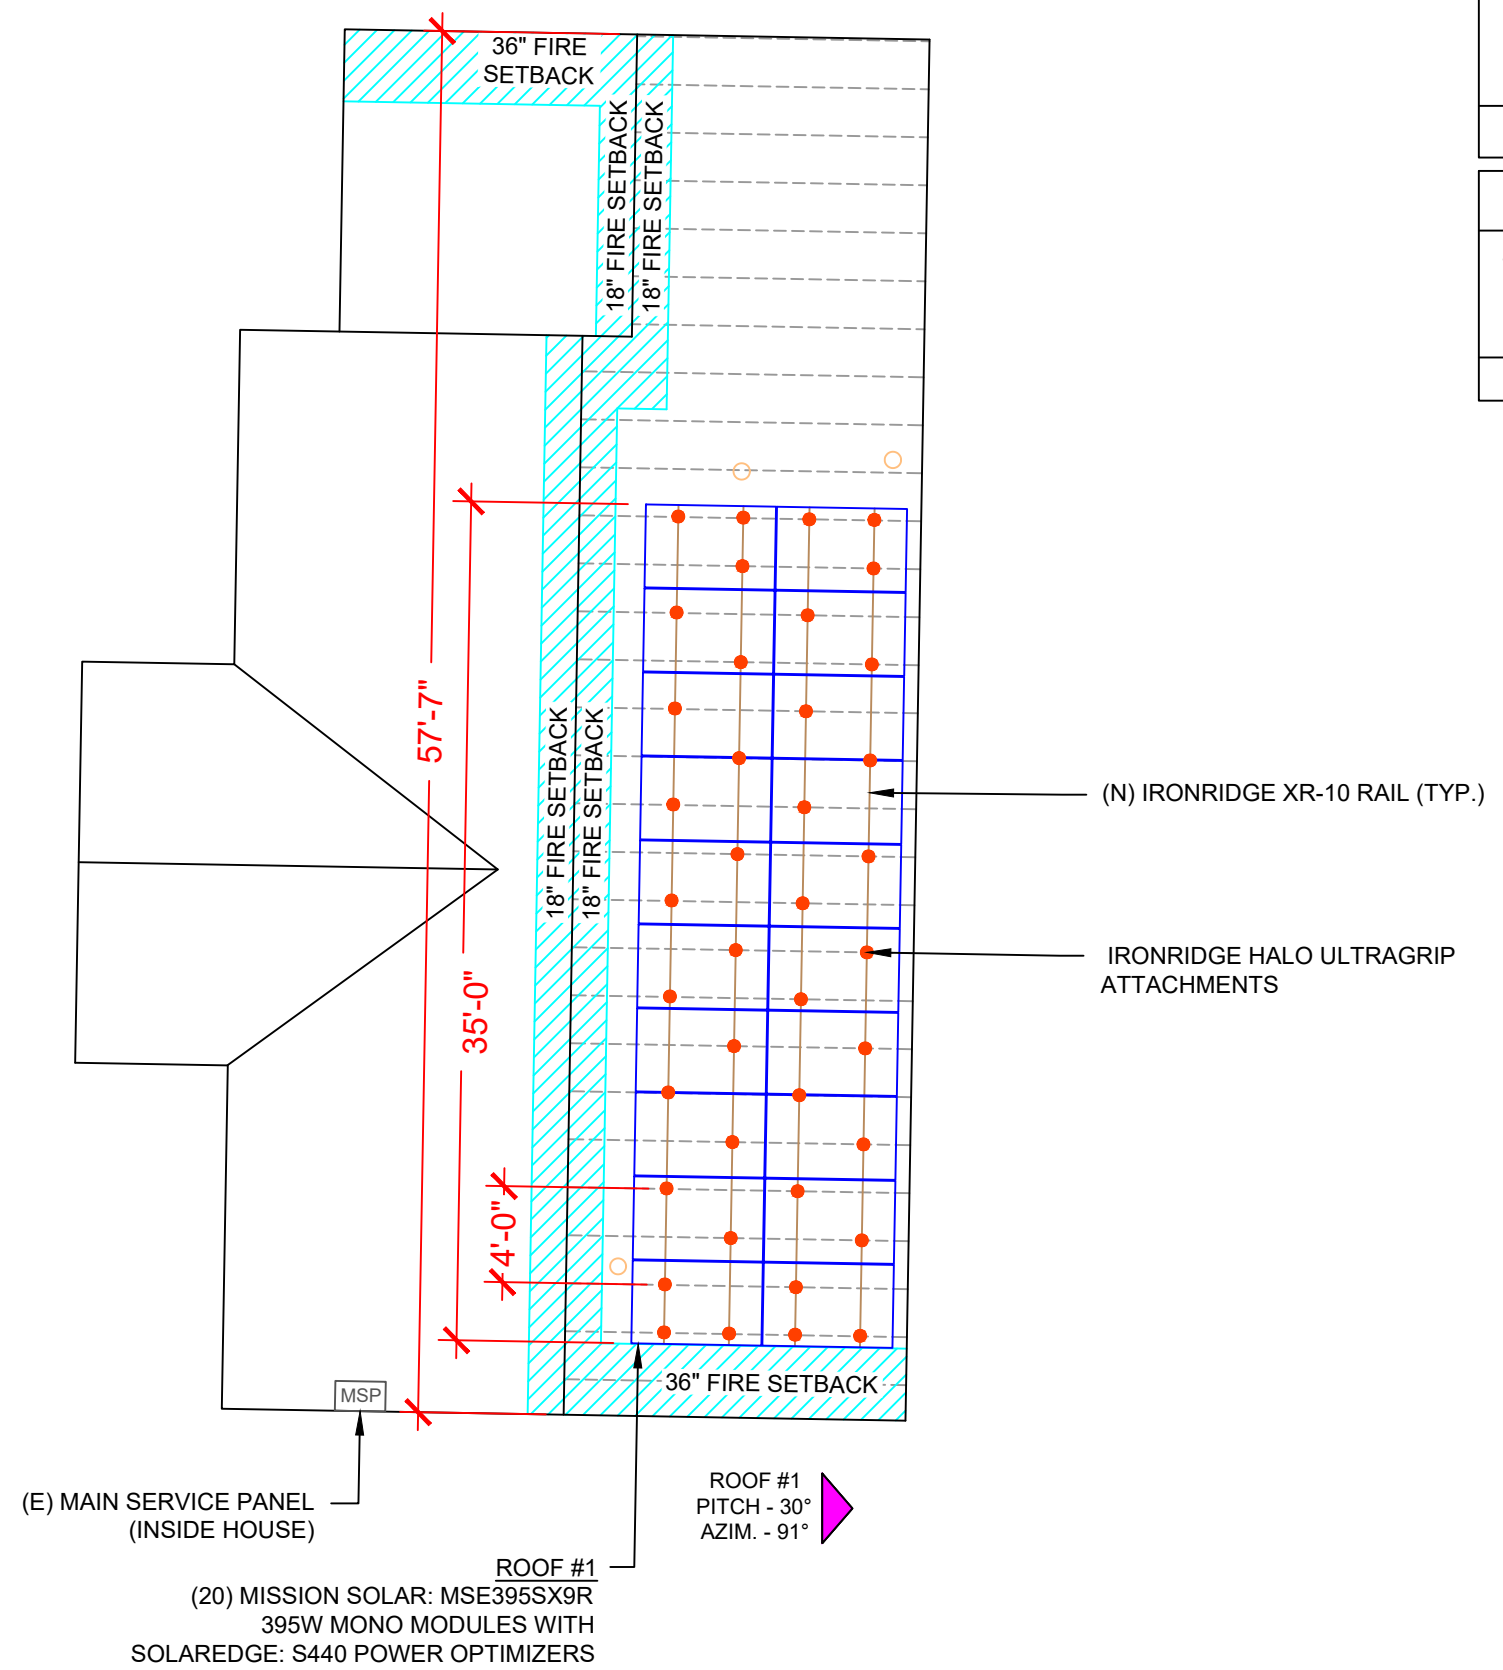 36" FIRE
SETBACK
18" FIRE SETBACK
18" FIRE SETBACK
57'-7"
18" FIRE SETBACK
18" FIRE SETBACK
(N) IRONRIDGE XR-10 RAIL (TYP.)
IRONRIDGE HALO ULTRAGRIP
ATTACHMENTS
35'-0"
4'-0"
36" FIRE SETBACK
MSP
(E) MAIN SERVICE PANEL
(INSIDE HOUSE)
ROOF #1
PITCH - 30°
AZIM. - 91°
ROOF #1
(20) MISSION SOLAR: MSE395SX9R
395W MONO MODULES WITH
SOLAREDGE: S440 POWER OPTIMIZERS